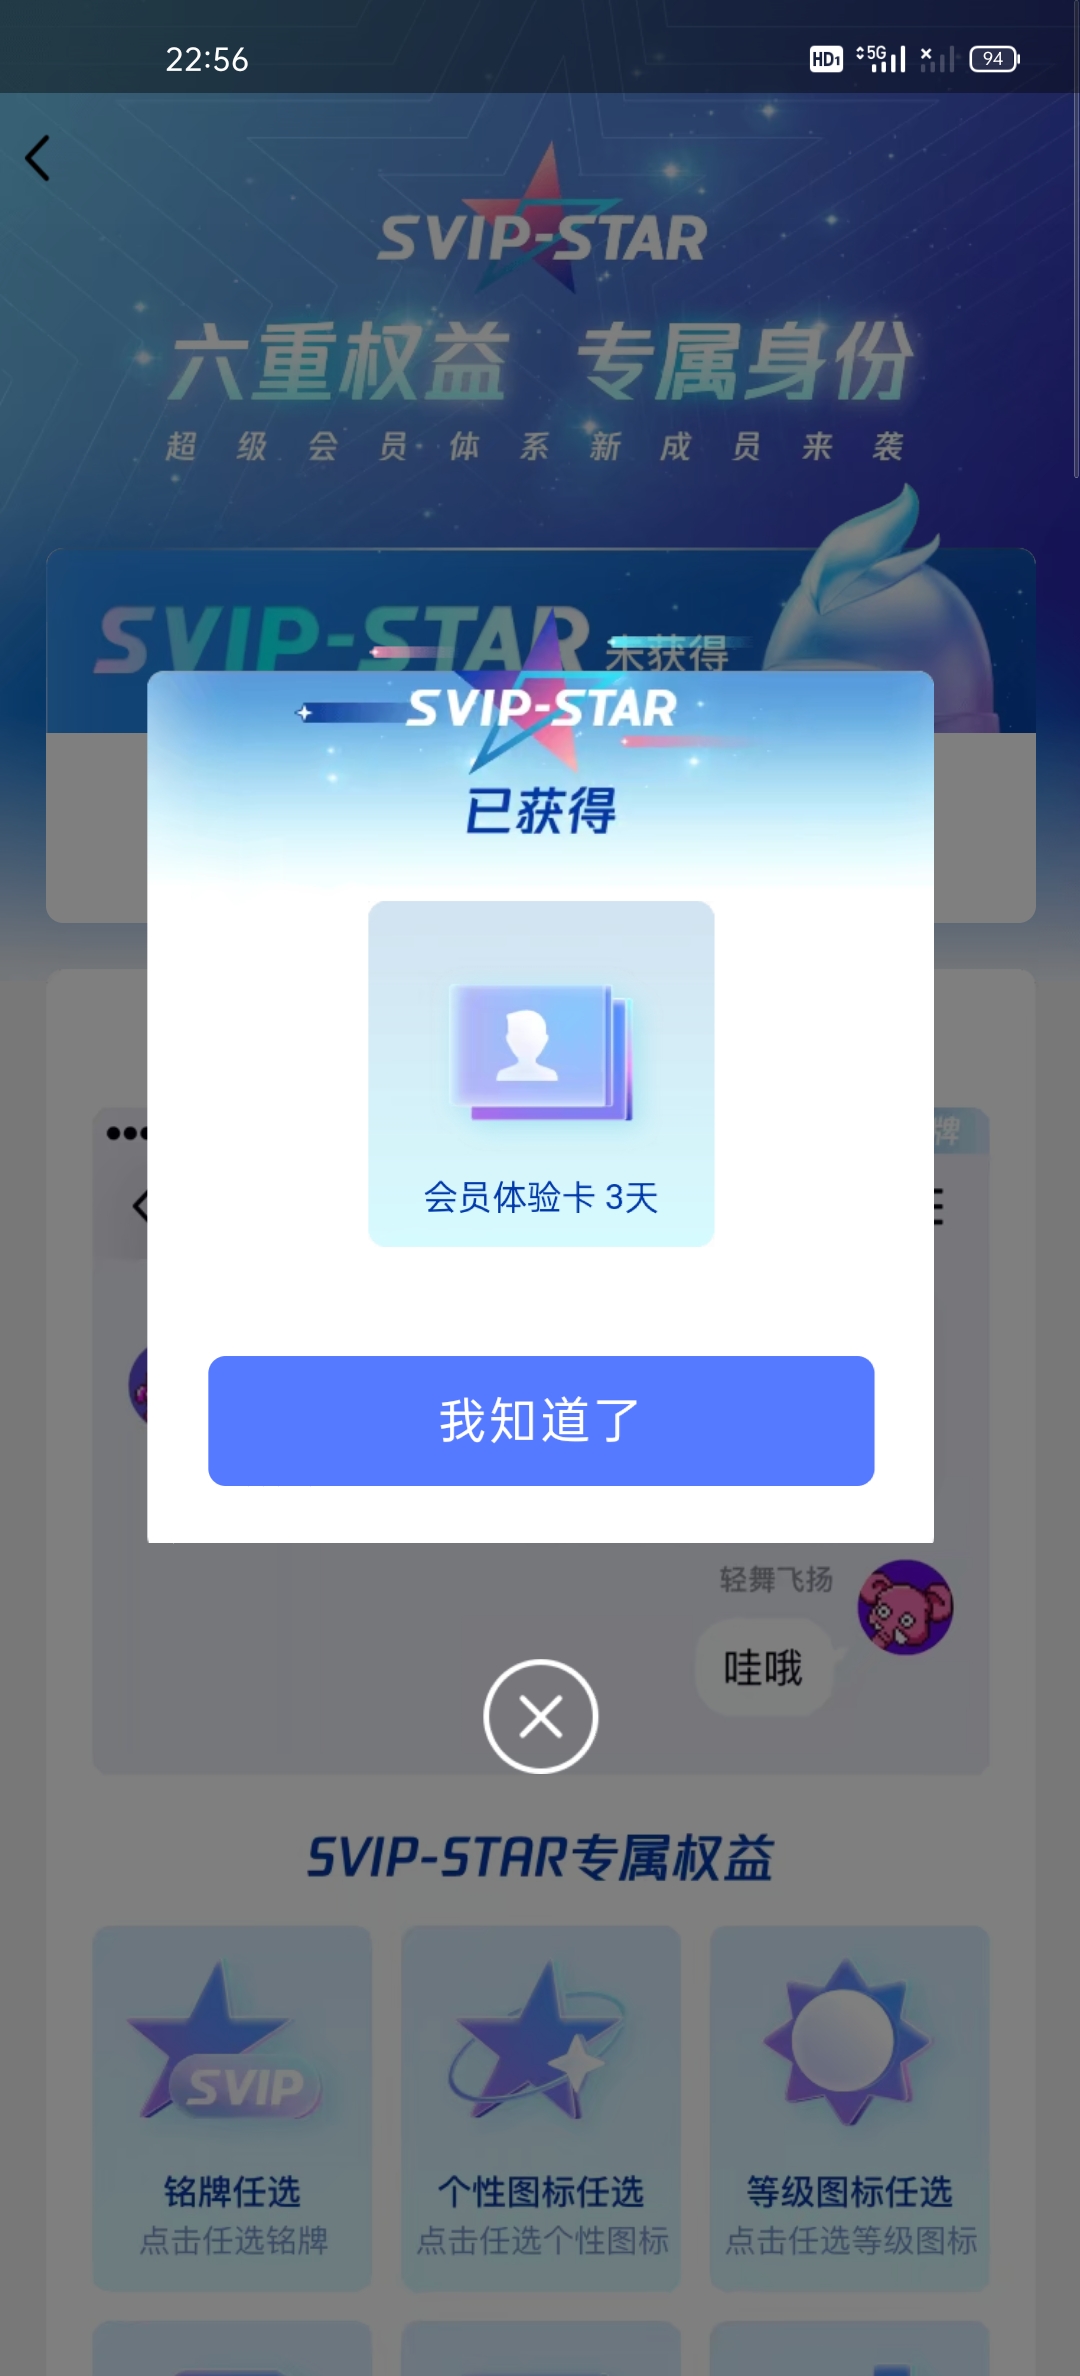 22:56
HD1
5G
94
SVIP-STAR
六重权益 专属身份
超级会员体系新成员来袭
SVIP-STAR 未获得
SVIP-STAR
已获得
会员体验卡 3天
牌
我知道了
轻舞飞扬
哇哦
SVIP-STAR专属权益
SVIP
铭牌任选
点击任选铭牌
个性图标任选
点击任选个性图标
等级图标任选
点击任选等级图标